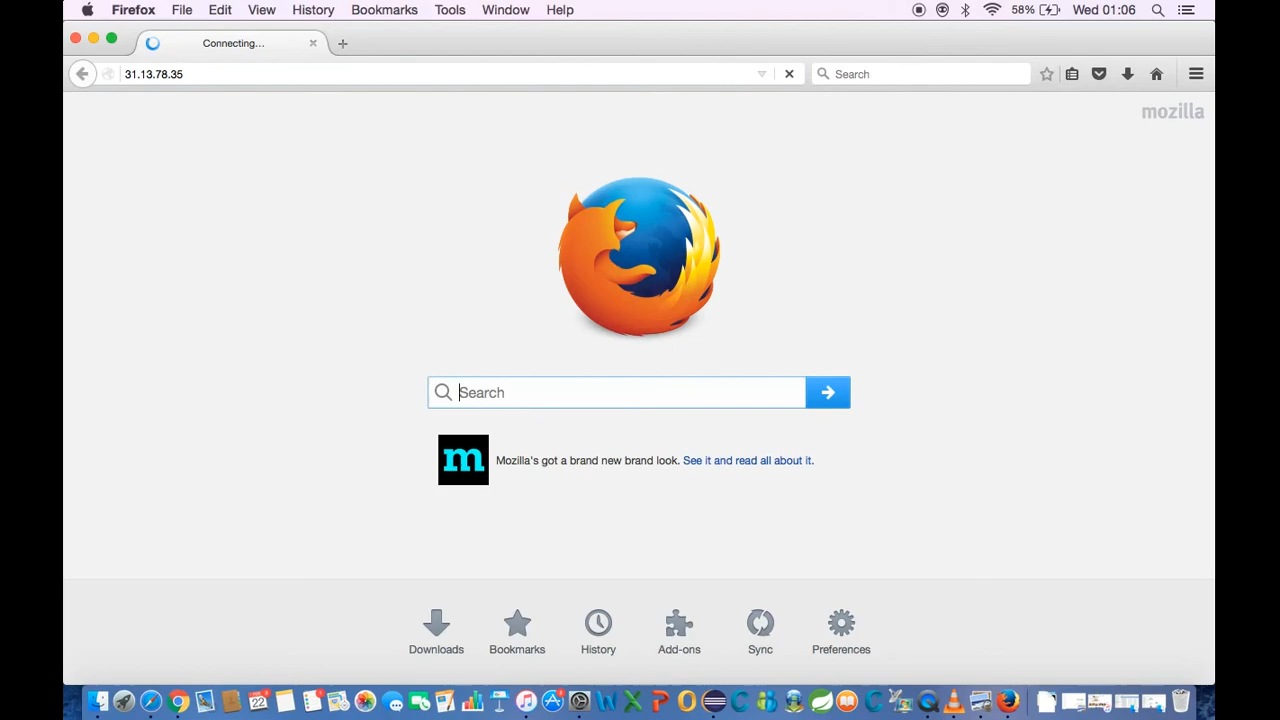 Firefox File Edit View History Bookmarks Tools Window Help 58% Wed 01:06
Connecting...
31.13.78.35 Search
mozilla
Search
m Mozilla's got a brand new brand look. See it and read all about it.
Downloads Bookmarks History Add-ons Sync Preferences
22